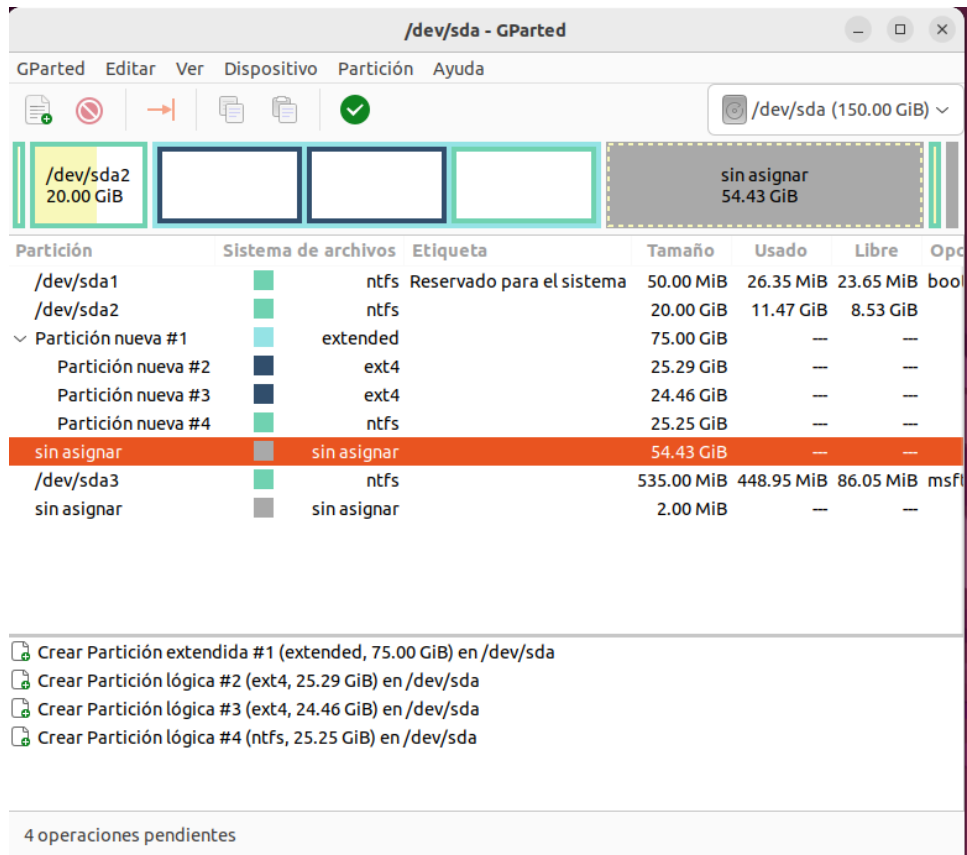 /dev/sda - GParted
GParted Editar Ver Dispositivo Partición Ayuda
/dev/sda (150.00 GiB)
/dev/sda2
20.00 GiB
sin asignar
54.43 GiB
Partición Sistema de archivos Etiqueta Tamaño Usado Libre Opc
/dev/sda1 ntfs Reservado para el sistema 50.00 MiB 26.35 MiB 23.65 MiB boo
/dev/sda2 ntfs 20.00 GiB 11.47 GiB 8.53 GiB
Partición nueva #1 extended 75.00 GiB --- ---
Partición nueva #2 ext4 25.29 GiB --- ---
Partición nueva #3 ext4 24.46 GiB --- ---
Partición nueva #4 ntfs 25.25 GiB --- ---
sin asignar sin asignar 54.43 GiB --- ---
/dev/sda3 ntfs 535.00 MiB 448.95 MiB 86.05 MiB msf
sin asignar sin asignar 2.00 MiB --- ---
Crear Partición extendida #1 (extended, 75.00 GiB) en /dev/sda
Crear Partición lógica #2 (ext4, 25.29 GiB) en /dev/sda
Crear Partición lógica #3 (ext4, 24.46 GiB) en /dev/sda
Crear Partición lógica #4 (ntfs, 25.25 GiB) en /dev/sda
4 operaciones pendientes